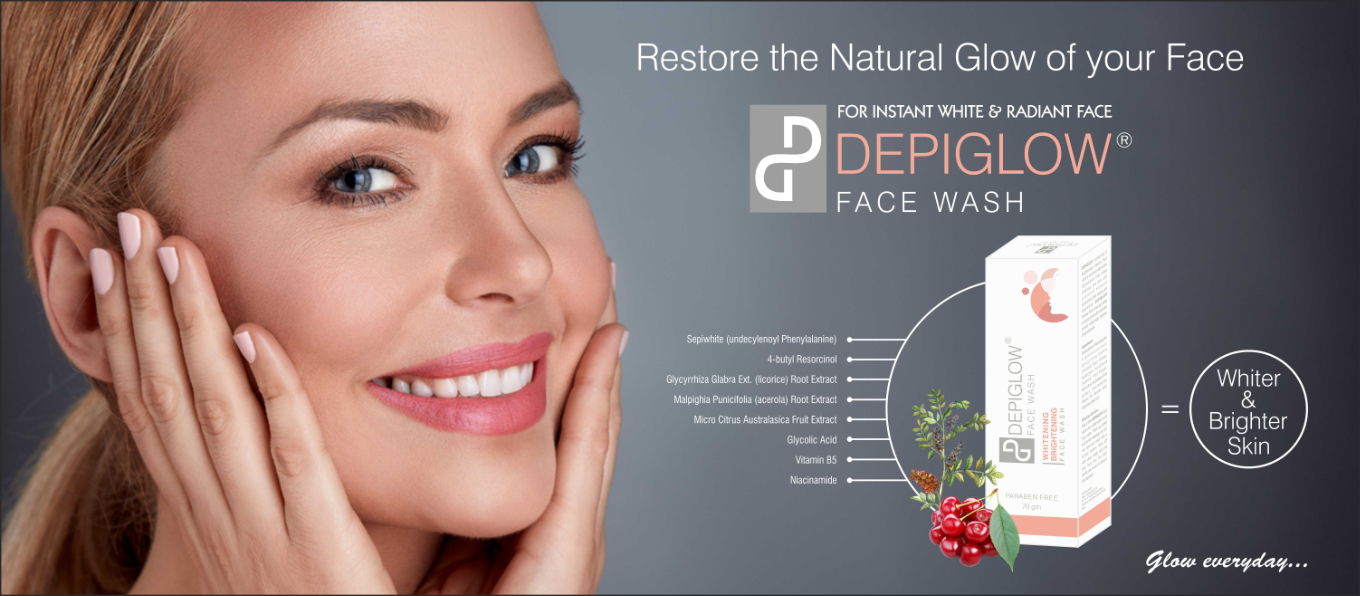 Restore the Natural Glow of your Face
FOR INSTANT WHITE & RADIANT FACE
DEPIGLOW®
FACE WASH
Sepiwhite (undecylenoyl Phenylalanine)
4-butyl Resorcinol
Glycyrrhiza Glabra Ext. (licorice) Root Extract
Malpighia Punicifolia (acerola) Root Extract
Micro Citrus Australasica Fruit Extract
Glycolic Acid
Vitamin B5
Niacinamide
DEPIGLOW®
FACE WASH
WHITENING
BRIGHTENING
FACE WASH
PARABEN FREE
70 gm
=
Whiter
&
Brighter
Skin
Glow everyday...